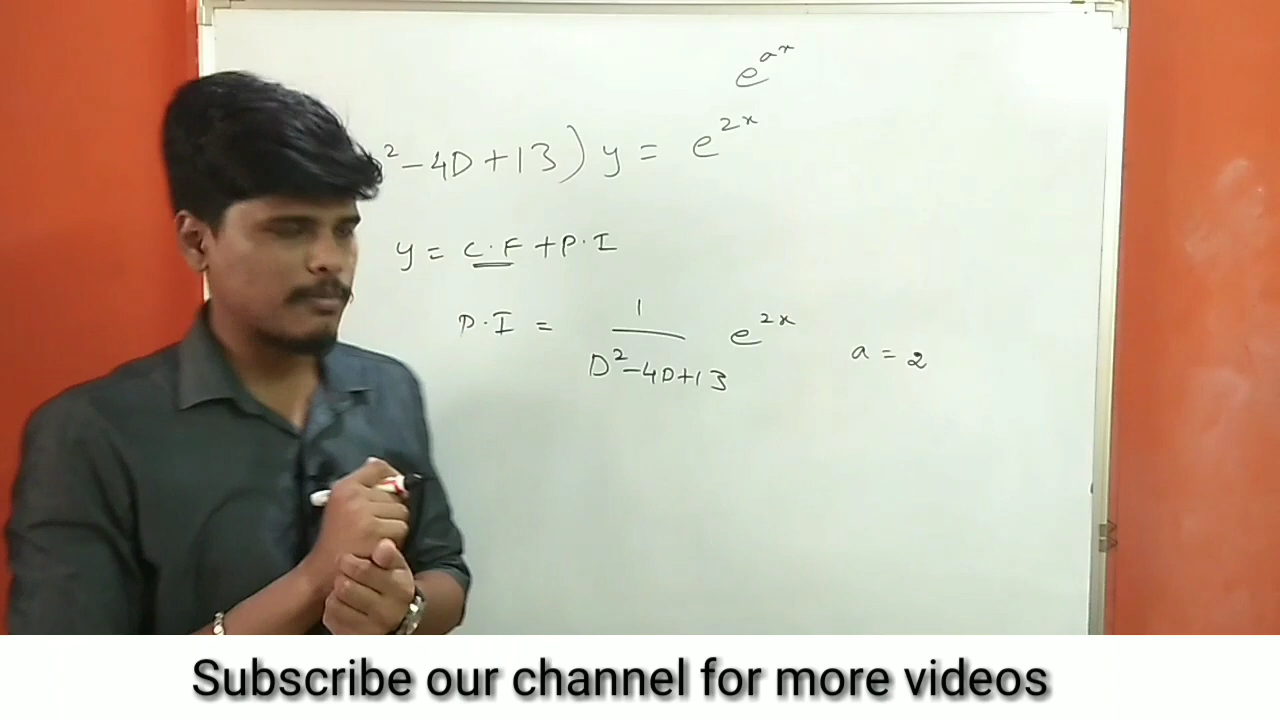 e^ax
² - 4D + 13) y = e^2x
y = C.F + P.I
P.I = 1 / D² - 4D + 13 e^2x a = 2
Subscribe our channel for more videos